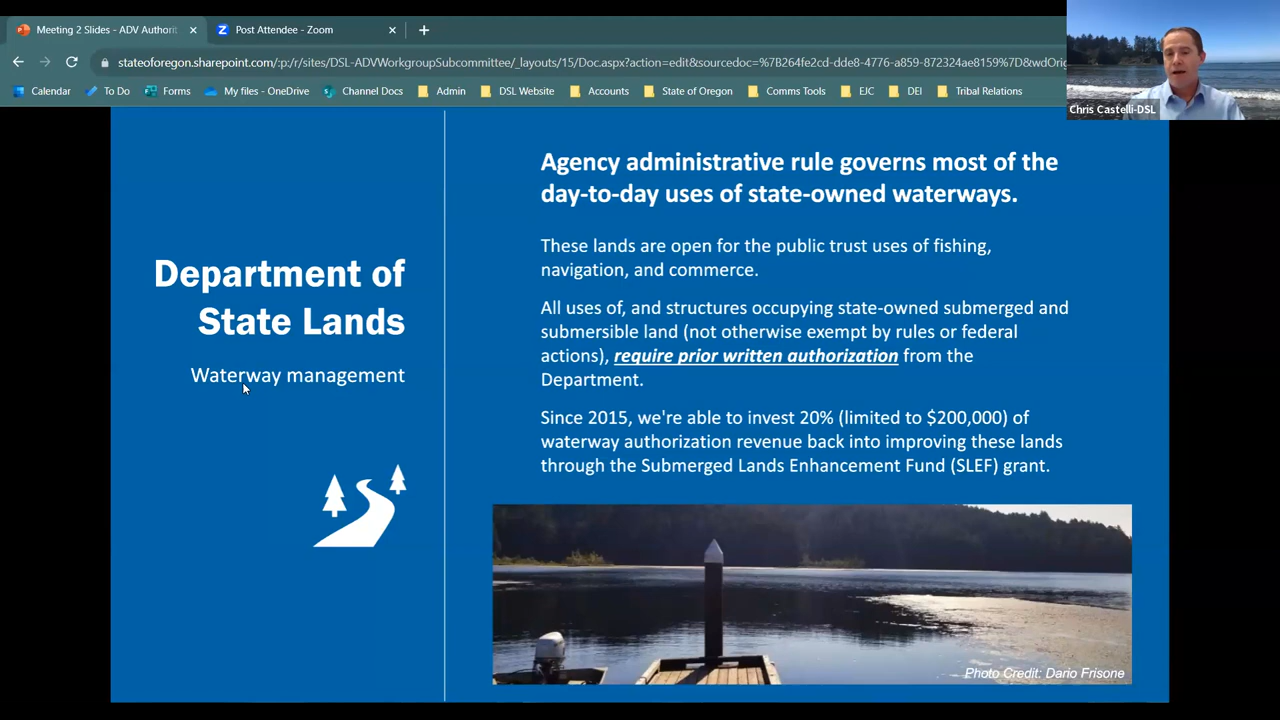 Meeting 2 Slides - ADV Authorit
Post Attendee - Zoom
stateoforegon.sharepoint.com/:p:/r/sites/DSL-ADVWorkgroupSubcommittee/_layouts/15/Doc.aspx?action=edit&sourcedoc=%7B264fe2cd-dde8-4776-a859-872324ae8159%7D&wdOri
Calendar
To Do
Forms
My files - OneDrive
Channel Docs
Admin
DSL Website
Accounts
State of Oregon
Comms Tools
EJC
DEI
Tribal Relations
Chris Castelli-DSL
Department of
State Lands
Waterway management
Agency administrative rule governs most of the
day-to-day uses of state-owned waterways.
These lands are open for the public trust uses of fishing,
navigation, and commerce.
All uses of, and structures occupying state-owned submerged and
submersible land (not otherwise exempt by rules or federal
actions), require prior written authorization from the
Department.
Since 2015, we're able to invest 20% (limited to $200,000) of
waterway authorization revenue back into improving these lands
through the Submerged Lands Enhancement Fund (SLEF) grant.
Photo Credit: Dario Frisone